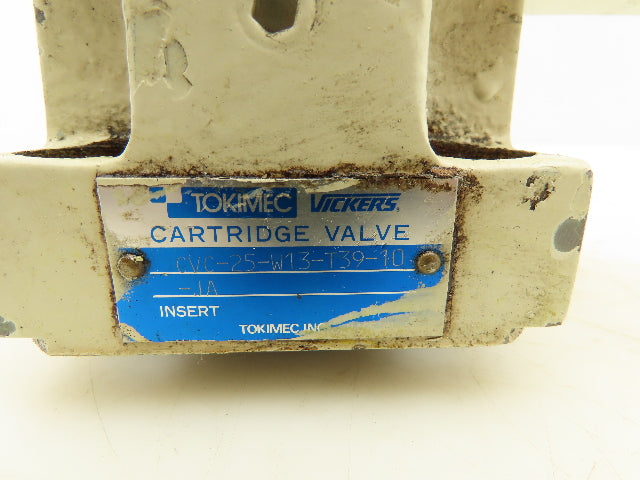 TOKIMEC VICKERS
CARTRIDGE VALVE
CVC-25-W13-T39-10
-JA
INSERT
TOKIMEC INC